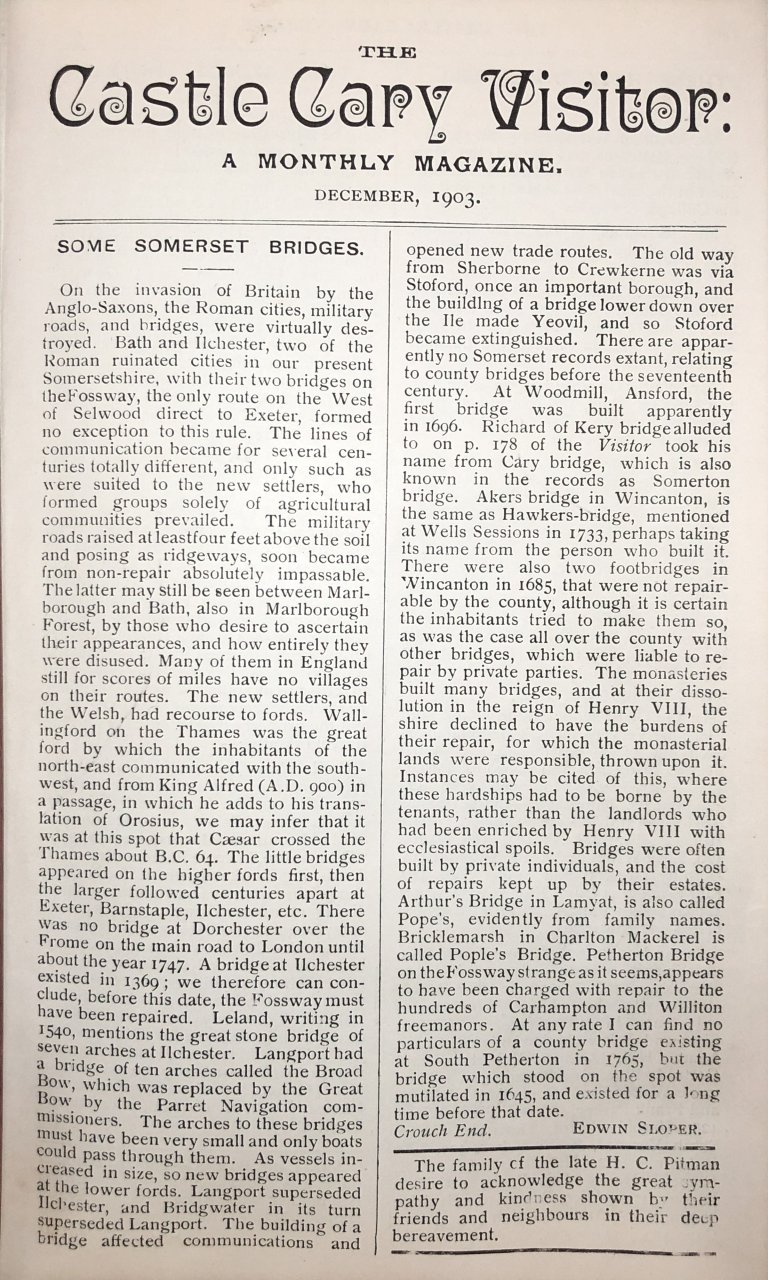 THE
Castle Cary Visitor:
A MONTHLY MAGAZINE.
DECEMBER, 1903.
SOME SOMERSET BRIDGES.
On the invasion of Britain by the
Anglo-Saxons, the Roman cities, military
roads, and bridges, were virtually des-
troyed. Bath and Ilchester, two of the
Roman ruinated cities in our present
Somersetshire, with their two bridges on
theFossway, the only route on the West
of Selwood direct to Exeter, formed
no exception to this rule. The lines of
communication became for several cen-
turies totally different, and only such as
were suited to the new settlers, who
formed groups solely of agricultural
communities prevailed. The military
roads raised at leastfour feet above the soil
and posing as ridgeways, soon became
from non-repair absolutely impassable.
The latter may still be seen between Marl-
borough and Bath, also in Marlborough
Forest, by those who desire to ascertain
their appearances, and how entirely they
were disused. Many of them in England
still for scores of miles have no villages
on their routes. The new settlers, and
the Welsh, had recourse to fords. Wall-
ingford on the Thames was the great
ford by which the inhabitants of the
north-east communicated with the south-
west, and from King Alfred (A.D. 900) in
a passage, in which he adds to his trans-
lation of Orosius, we may infer that it
was at this spot that Cæsar crossed the
Thames about B.C. 64. The little bridges
appeared on the higher fords first, then
the larger followed centuries apart at
Exeter, Barnstaple, Ilchester, etc. There
was no bridge at Dorchester over the
Frome on the main road to London until
about the year 1747. A bridge at Ilchester
existed in 1369; we therefore can con-
clude, before this date, the Fossway must
have been repaired. Leland, writing in
1540, mentions the great stone bridge of
seven arches at Ilchester. Langport had
a bridge of ten arches called the Broad
Bow, which was replaced by the Great
Bow by the Parret Navigation com-
missioners. The arches to these bridges
must have been very small and only boats
could pass through them. As vessels in-
creased in size, so new bridges appeared
at the lower fords. Langport superseded
Ilchester, and Bridgwater in its turn
superseded Langport. The building of a
bridge affected communications and
opened new trade routes. The old way
from Sherborne to Crewkerne was via
Stoford, once an important borough, and
the building of a bridge lower down over
the Ile made Yeovil, and so Stoford
became extinguished. There are appar-
ently no Somerset records extant, relating
to county bridges before the seventeenth
century. At Woodmill, Ansford, the
first bridge was built apparently
in 1696. Richard of Kery bridge alluded
to on p. 178 of the Visitor took his
name from Cary bridge, which is also
known in the records as Somerton
bridge. Akers bridge in Wincanton, is
the same as Hawkers-bridge, mentioned
at Wells Sessions in 1733, perhaps taking
its name from the person who built it.
There were also two footbridges in
Wincanton in 1685, that were not repair-
able by the county, although it is certain
the inhabitants tried to make them so,
as was the case all over the county with
other bridges, which were liable to re-
pair by private parties. The monasteries
built many bridges, and at their disso-
lution in the reign of Henry VIII, the
shire declined to have the burdens of
their repair, for which the monasterial
lands were responsible, thrown upon it.
Instances may be cited of this, where
these hardships had to be borne by the
tenants, rather than the landlords who
had been enriched by Henry VIII with
ecclesiastical spoils. Bridges were often
built by private individuals, and the cost
of repairs kept up by their estates.
Arthur's Bridge in Lamyat, is also called
Pope's, evidently from family names.
Bricklemarsh in Charlton Mackerel is
called Pople's Bridge. Petherton Bridge
on theFossway strange as it seems,appears
to have been charged with repair to the
hundreds of Carhampton and Williton
freemanors. At any rate I can find no
particulars of a county bridge existing
at South Petherton in 1765, but the
bridge which stood on the spot was
mutilated in 1645, and existed for a long
time before that date.
Crouch End. EDWIN SLOPER.
The family of the late H. C. Pitman
desire to acknowledge the great sym-
pathy and kindness shown by their
friends and neighbours in their deep
bereavement.